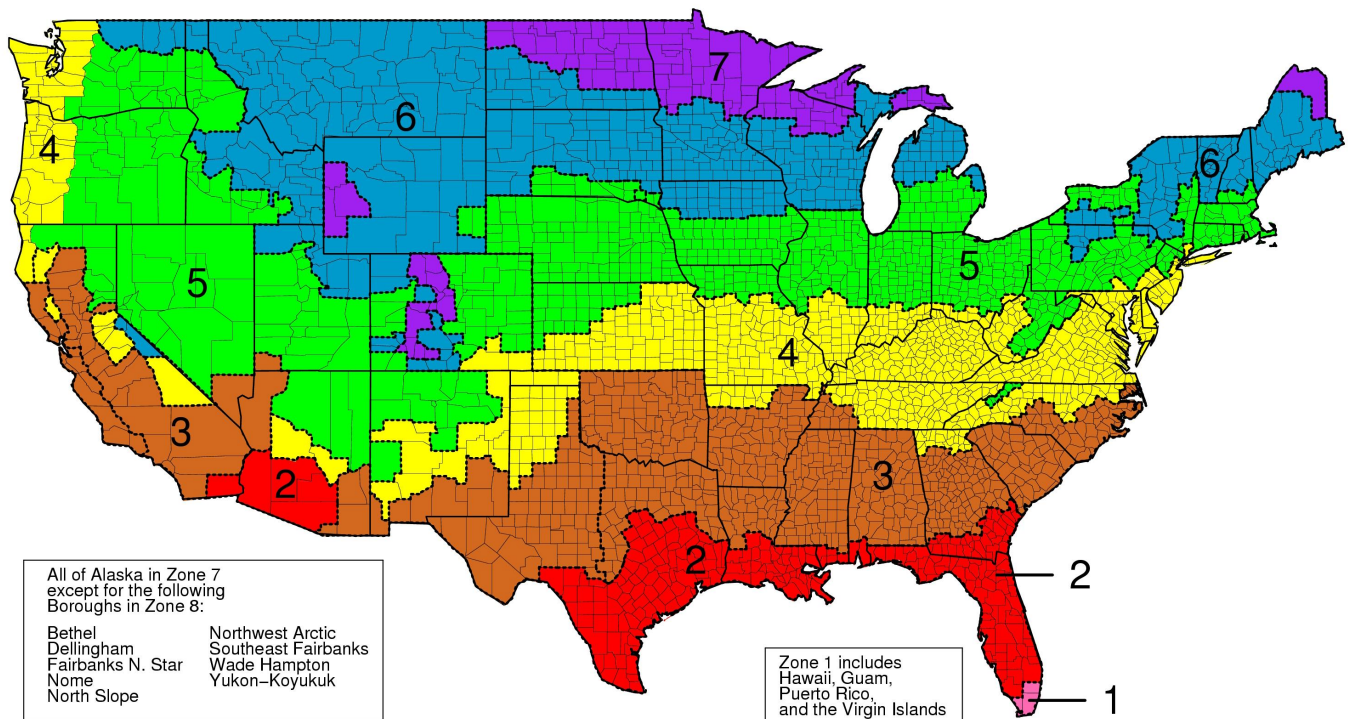 7
6
4
6
5
5
4
3
3
2
2
2
1
All of Alaska in Zone 7
except for the following
Boroughs in Zone 8:
Bethel
Dellingham
Fairbanks N. Star
Nome
North Slope
Northwest Arctic
Southeast Fairbanks
Wade Hampton
Yukon−Koyukuk
Zone 1 includes
Hawaii, Guam,
Puerto Rico,
and the Virgin Islands